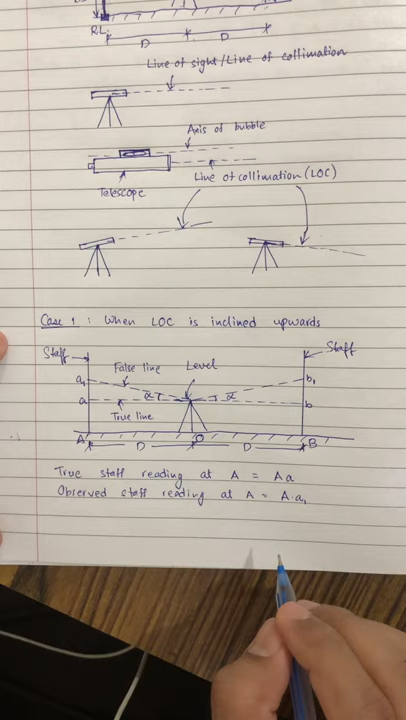 RL
D D
Line of sight/Line of collimation
Axis of bubble
Line of collimation (LOC)
Telescope
Case 1 : When LOC is inclined upwards
Staff Staff
False line Level
a₁ b₁
a α α b
True line
A O B
D D
True staff reading at A = Aa
Observed staff reading at A = A.a₁